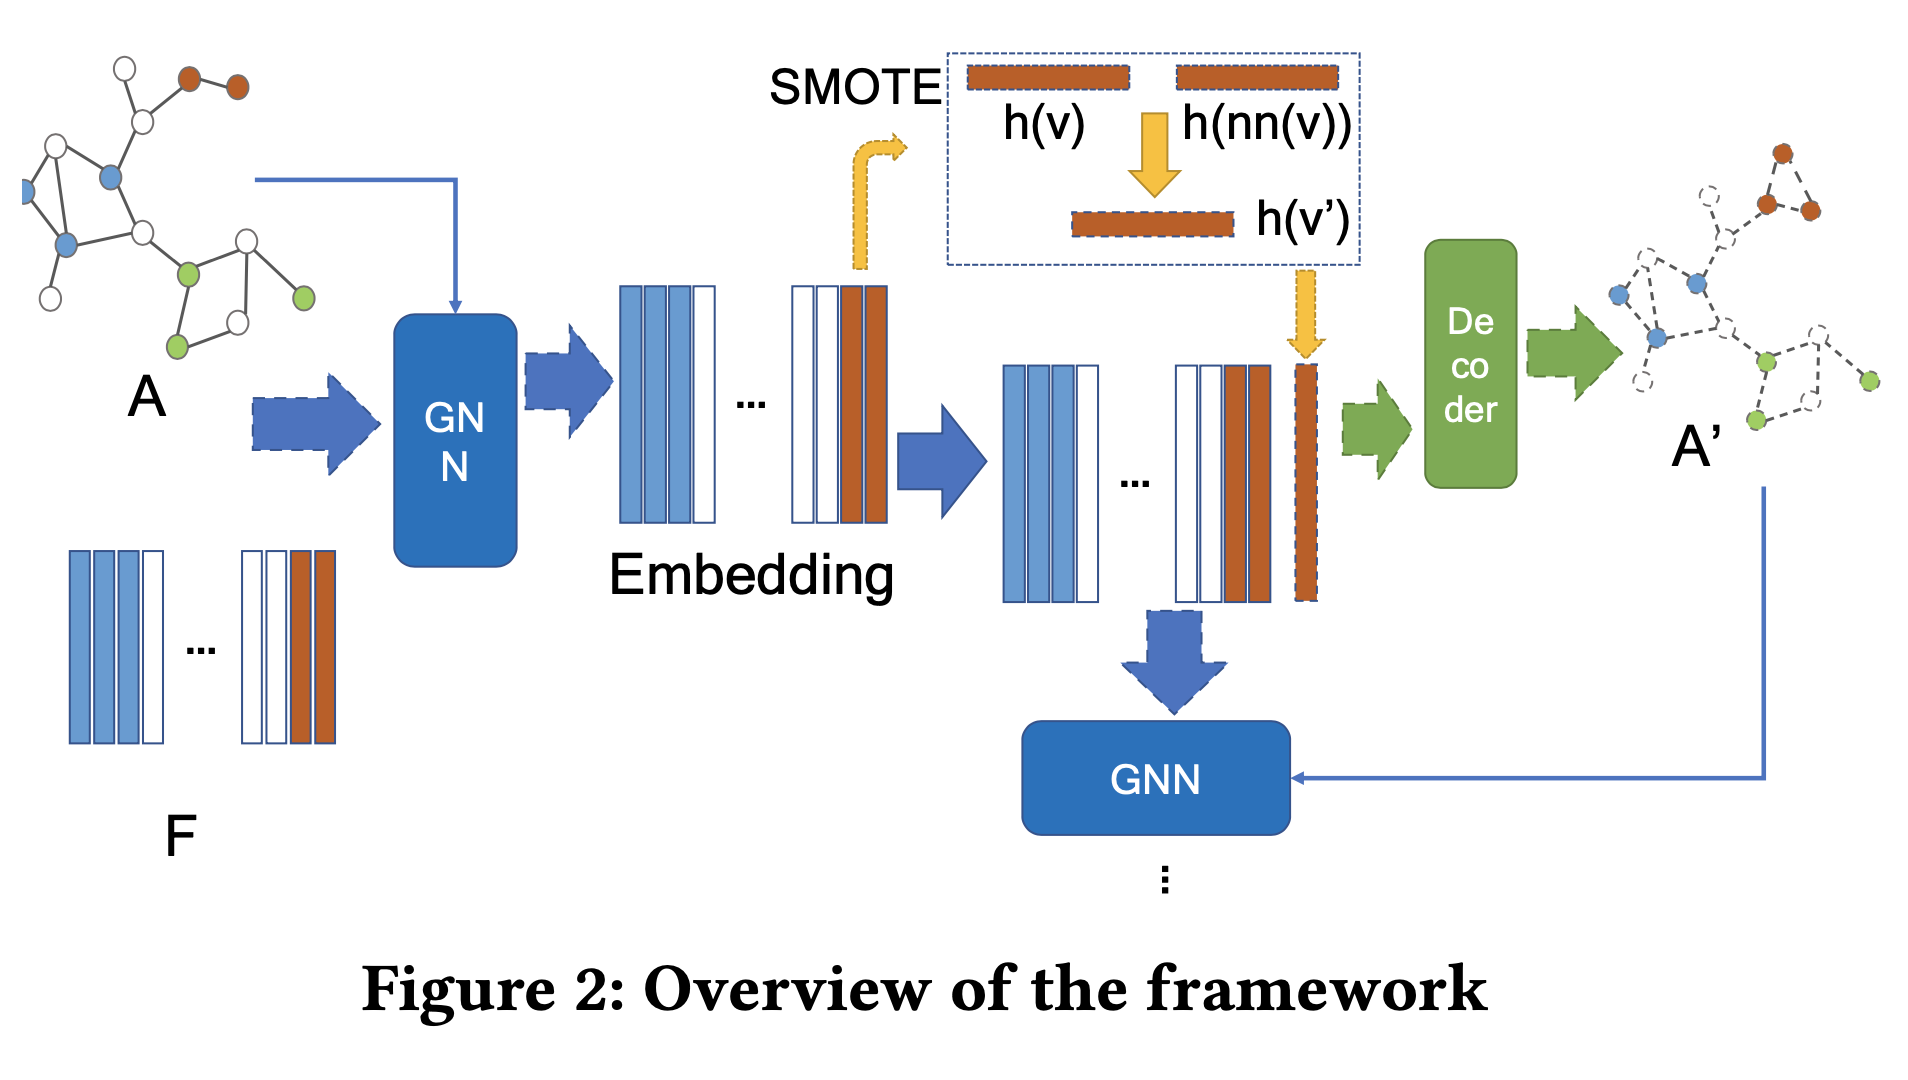 SMOTE
h(v)
h(nn(v))
h(v’)
A
GN
N
...
Embedding
...
De
co
der
A’
...
F
GNN
...
Figure 2: Overview of the framework